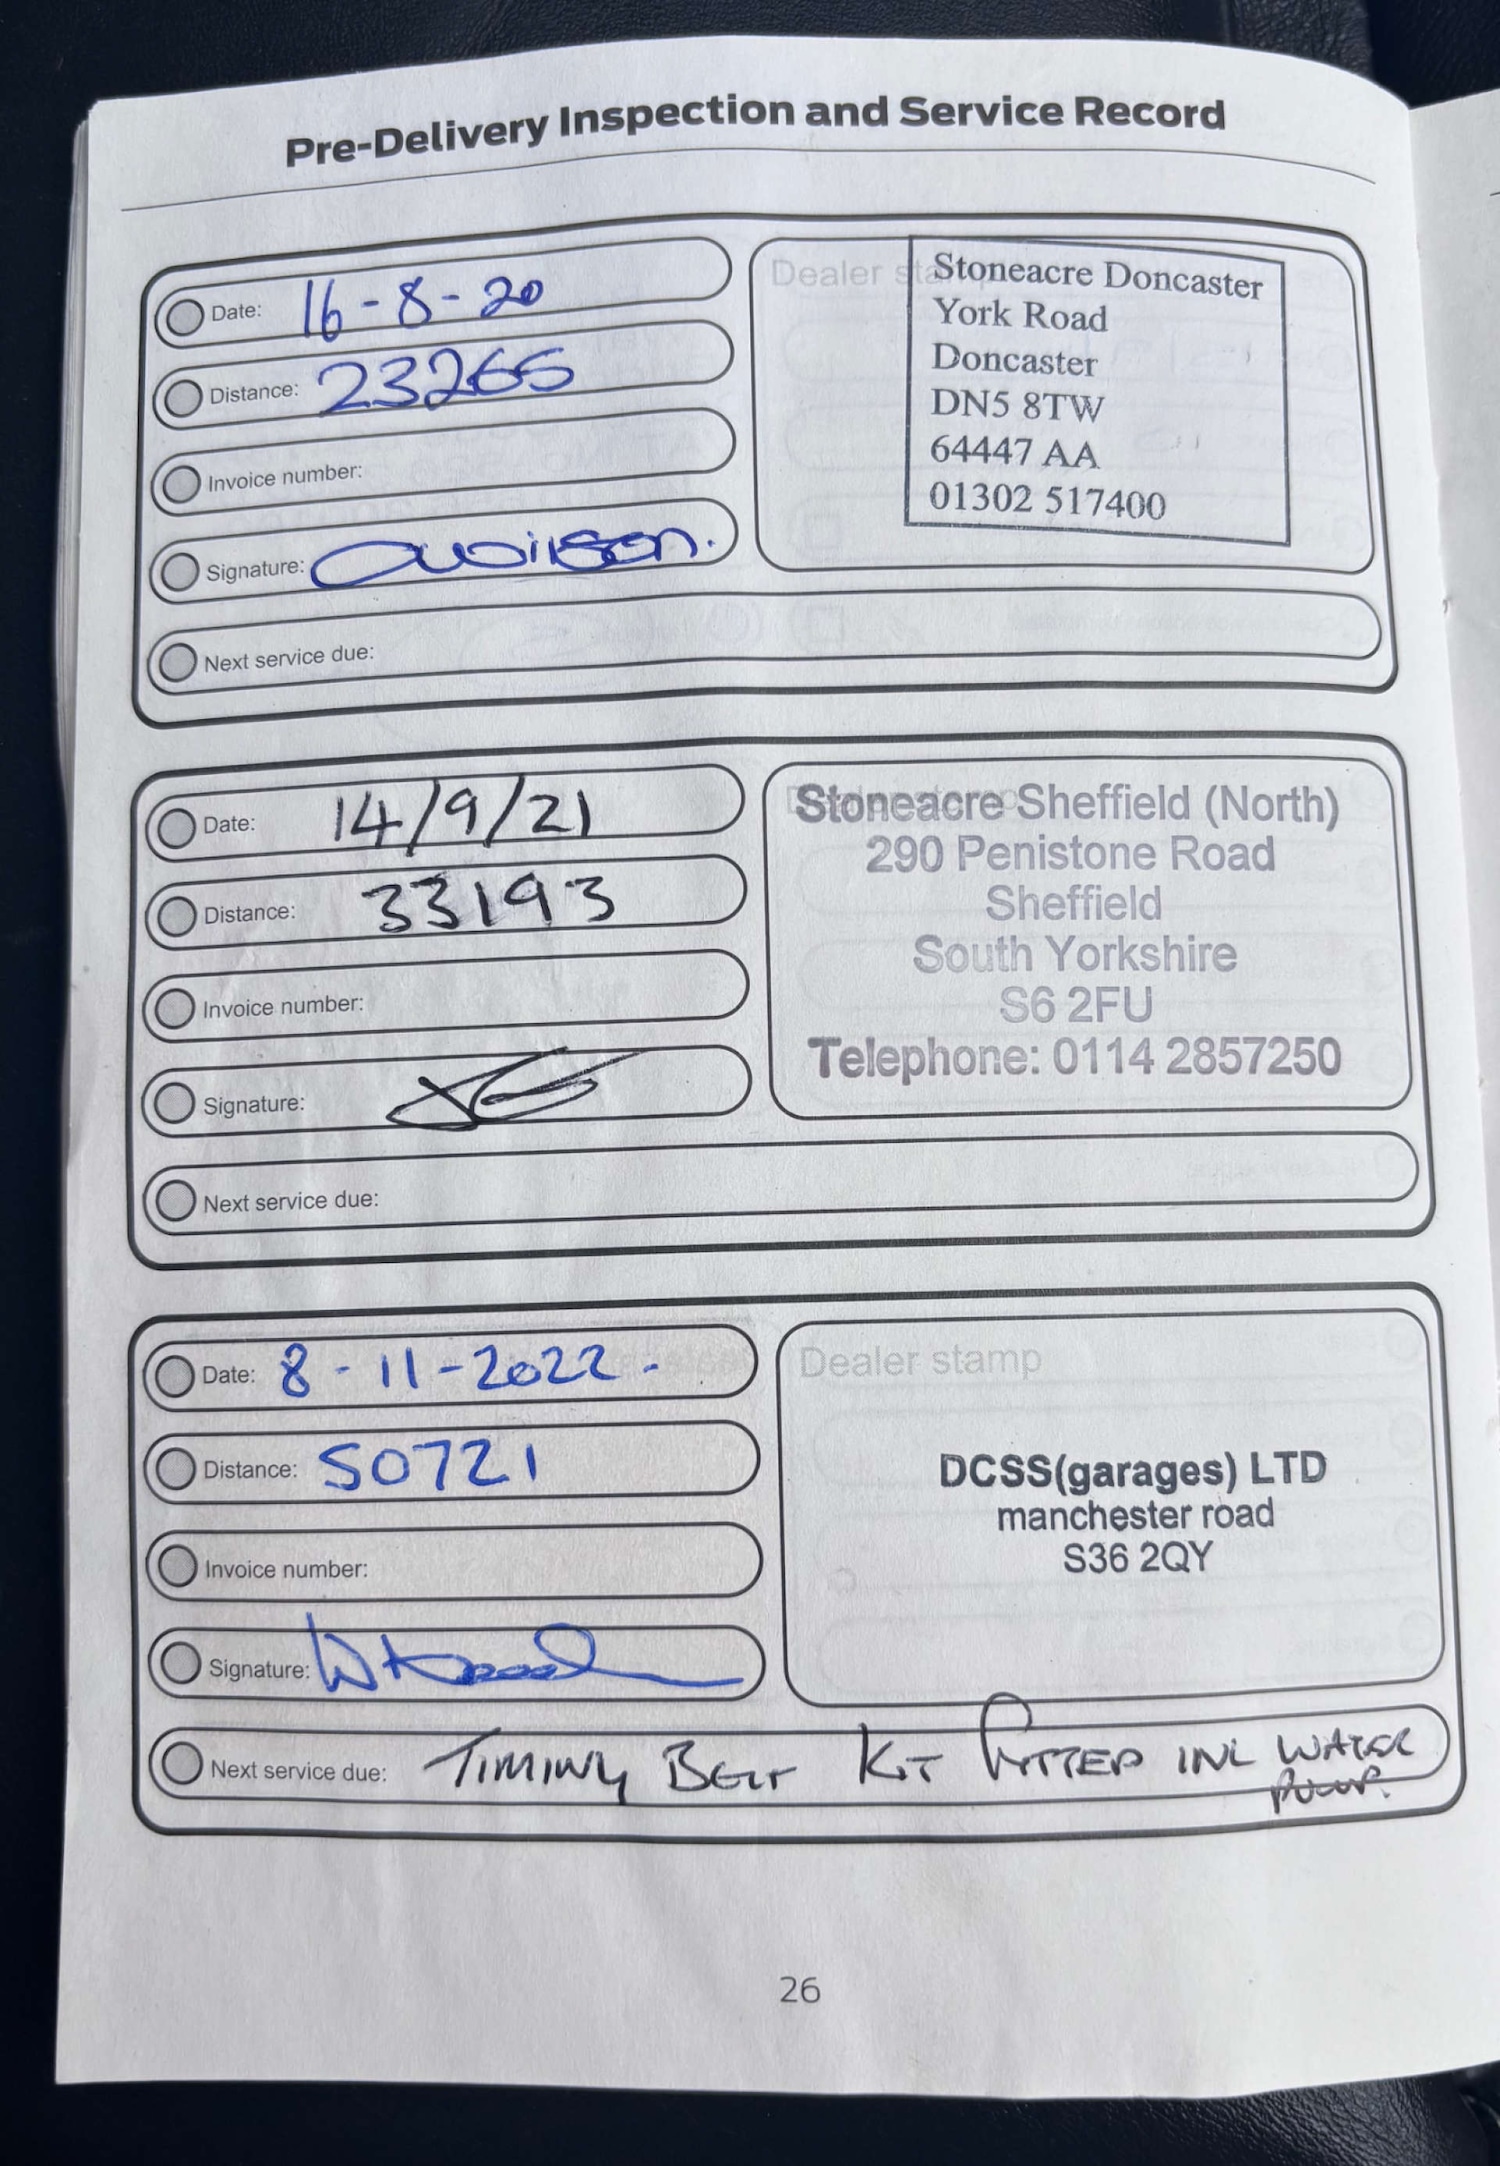 Pre-Delivery Inspection and Service Record
Date: 16-8-20
Distance: 23265
Invoice number:
Signature: Wilson.
Next service due:
Dealer stamp
Stoneacre Doncaster
York Road
Doncaster
DN5 8TW
64447 AA
01302 517400
Date: 14/9/21
Distance: 33193
Invoice number:
Signature:
Next service due:
Stoneacre Sheffield (North)
290 Penistone Road
Sheffield
South Yorkshire
S6 2FU
Telephone: 0114 2857250
Date: 8-11-2022.
Distance: 50721
Invoice number:
Signature:
Next service due: TIMING BELT KIT FITTED INC WATER
PUMP.
Dealer stamp
DCSS(garages) LTD
manchester road
S36 2QY
26